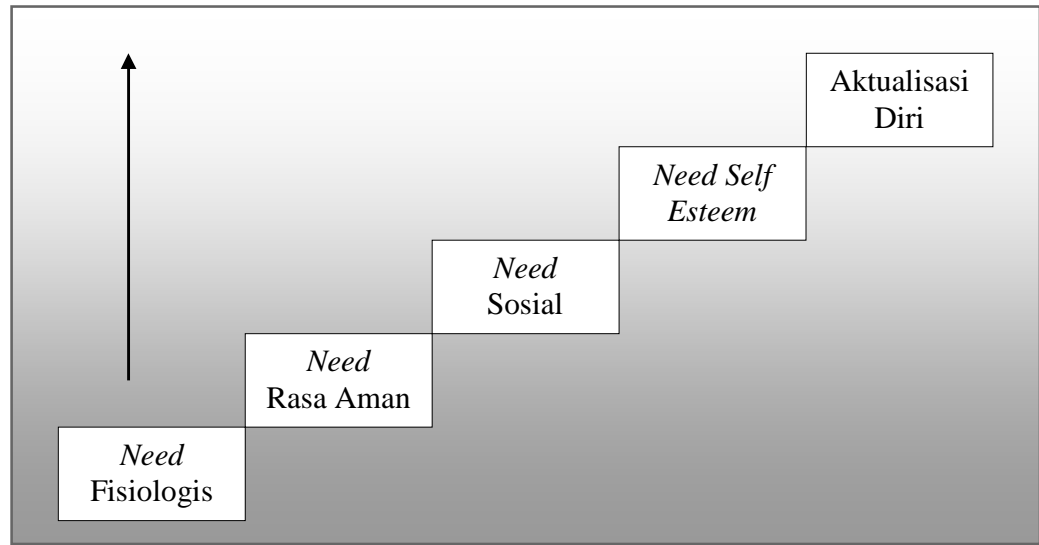 Aktualisasi
Diri
Need Self
Esteem
Need
Sosial
Need
Rasa Aman
Need
Fisiologis